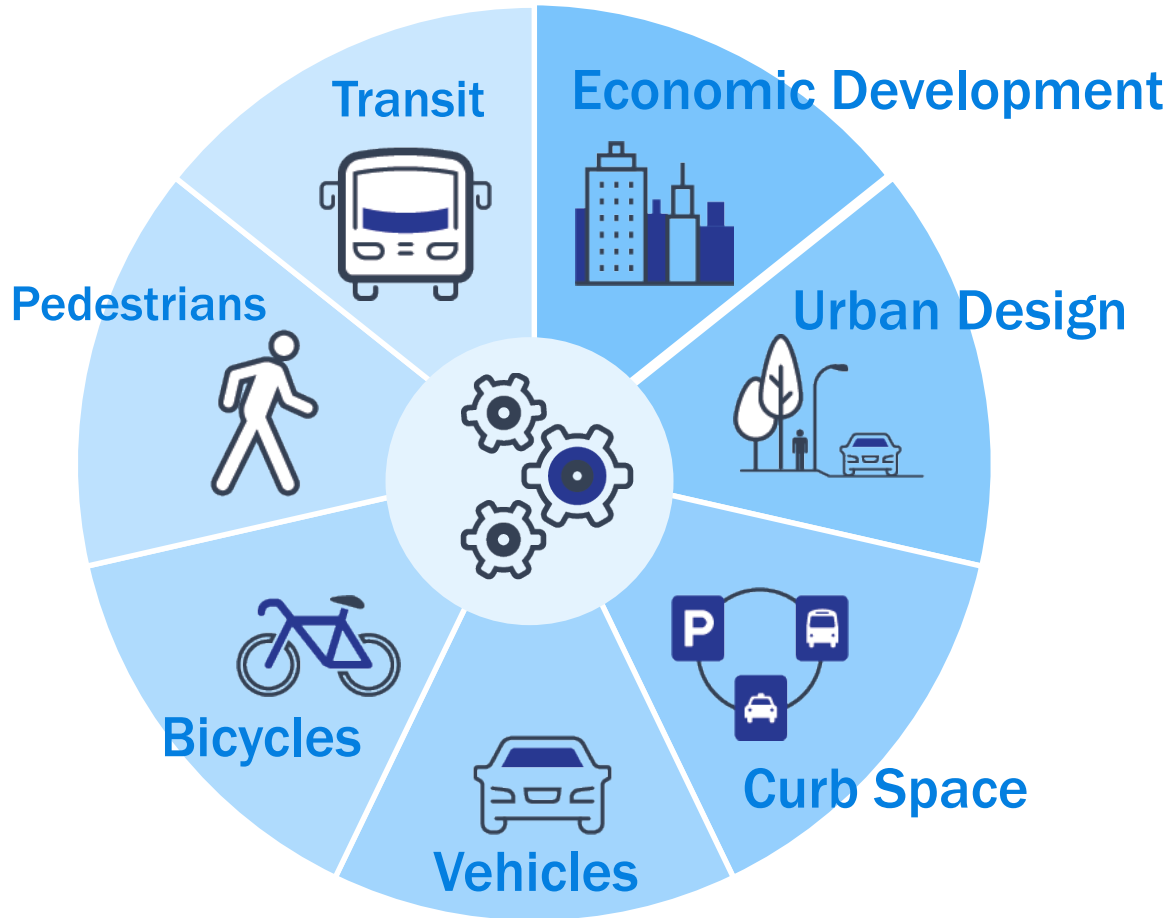 Transit
Economic Development
Pedestrians
Urban Design
P
Bicycles
Curb Space
Vehicles